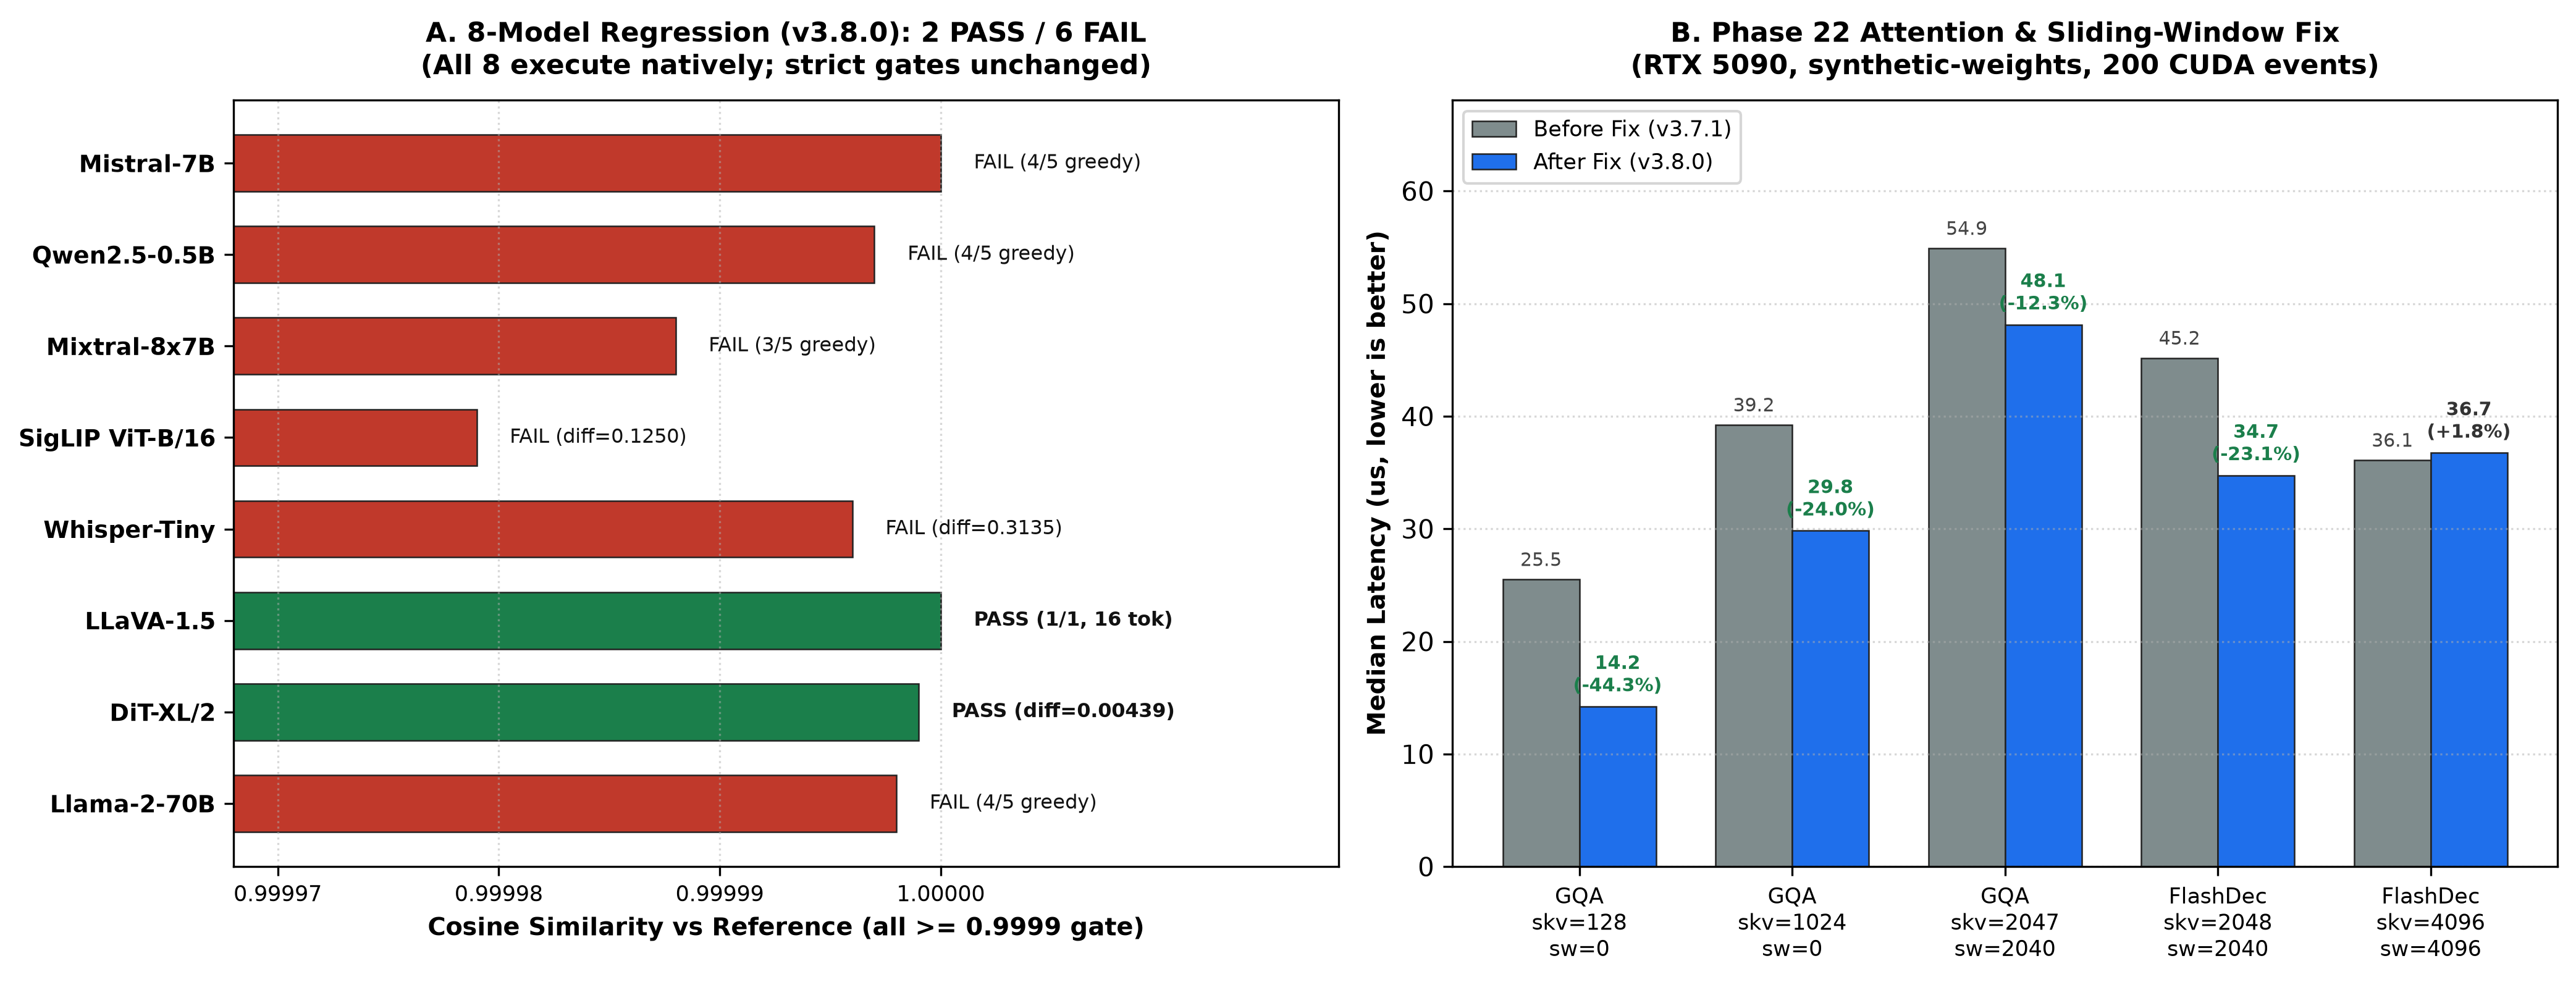 A. 8-Model Regression (v3.8.0): 2 PASS / 6 FAIL
(All 8 execute natively; strict gates unchanged)
Mistral-7B
FAIL (4/5 greedy)
Qwen2.5-0.5B
FAIL (4/5 greedy)
Mixtral-8x7B
FAIL (3/5 greedy)
SigLIP ViT-B/16
FAIL (diff=0.1250)
Whisper-Tiny
FAIL (diff=0.3135)
LLaVA-1.5
PASS (1/1, 16 tok)
DiT-XL/2
PASS (diff=0.00439)
Llama-2-70B
FAIL (4/5 greedy)
0.99997
0.99998
0.99999
1.00000
Cosine Similarity vs Reference (all >= 0.9999 gate)
B. Phase 22 Attention & Sliding-Window Fix
(RTX 5090, synthetic-weights, 200 CUDA events)
Before Fix (v3.7.1)
After Fix (v3.8.0)
Median Latency (us, lower is better)
60
50
40
30
20
10
0
25.5
14.2
(-44.3%)
39.2
29.8
(-24.0%)
54.9
48.1
(-12.3%)
45.2
34.7
(-23.1%)
36.1
36.7
(+1.8%)
GQA
skv=128
sw=0
GQA
skv=1024
sw=0
GQA
skv=2047
sw=2040
FlashDec
skv=2048
sw=2040
FlashDec
skv=4096
sw=4096